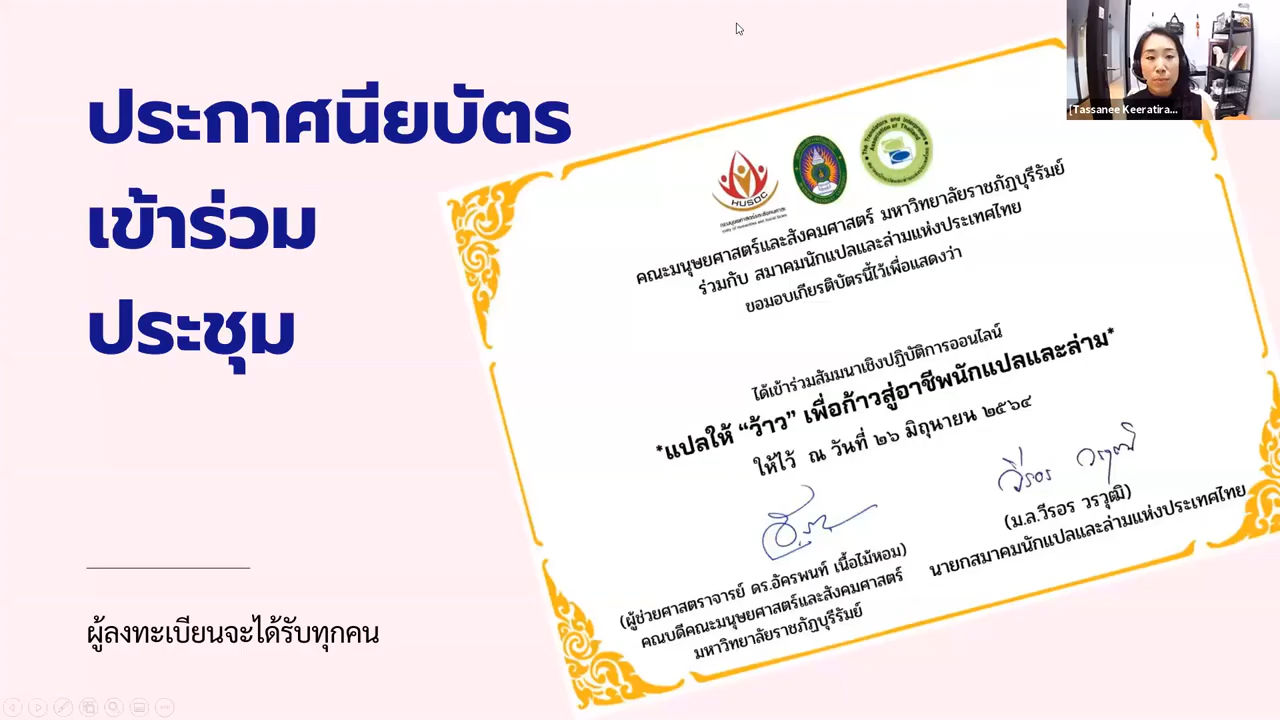 ประกาศนียบัตร
เข้าร่วม
ประชุม
ผู้ลงทะเบียนจะได้รับทุกคน
HUSOC
คณะมนุษยศาสตร์และสังคมศาสตร์ มหาวิทยาลัยราชภัฏบุรีรัมย์
ร่วมกับ สมาคมนักแปลและล่ามแห่งประเทศไทย
ขอมอบเกียรติบัตรนี้ไว้เพื่อแสดงว่า
ได้เข้าร่วมสัมมนาเชิงปฏิบัติการออนไลน์
*แปลให้ “ว้าว” เพื่อก้าวสู่อาชีพนักแปลและล่าม*
ให้ไว้ ณ วันที่ ๒๖ มิถุนายน ๒๕๖๔
(ผู้ช่วยศาสตราจารย์ ดร.อัครพนท์ เนื้อไม้หอม)
คณบดีคณะมนุษยศาสตร์และสังคมศาสตร์
มหาวิทยาลัยราชภัฏบุรีรัมย์
วีรอร วรวุฒิ
(ม.ล.วีรอร วรวุฒิ)
นายกสมาคมนักแปลและล่ามแห่งประเทศไทย
[Tassanee Keeratira...